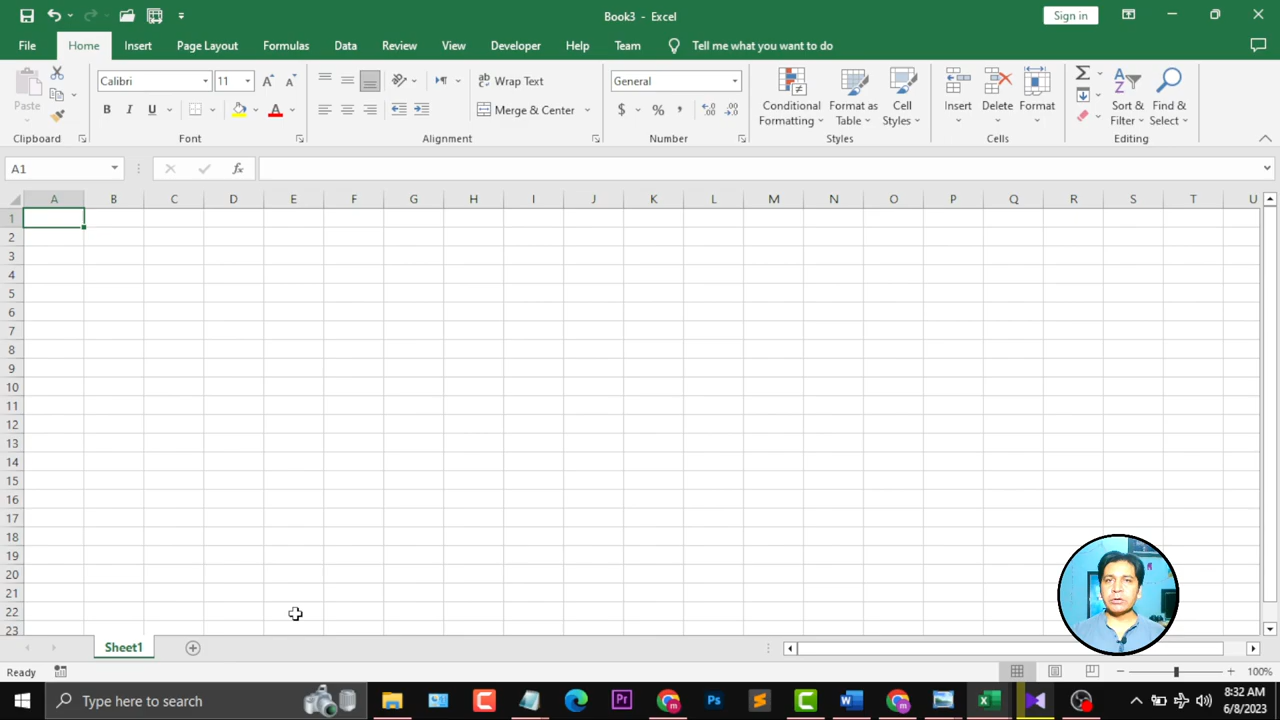 Book3 - Excel
Sign in
File Home Insert Page Layout Formulas Data Review View Developer Help Team Tell me what you want to do
Paste
Calibri 11
B I U
Wrap Text
Merge & Center
General
$ % ,
Conditional Formatting
Format as Table
Cell Styles
Insert
Delete
Format
Sort & Filter
Find & Select
Clipboard Font Alignment Number Styles Cells Editing
A1
fx
A B C D E F G H I J K L M N O P Q R S T U
1
2
3
4
5
6
7
8
9
10
11
12
13
14
15
16
17
18
19
20
21
22
23
Sheet1
Ready
100%
Type here to search
Pr
Ps
8:32 AM
6/8/2023